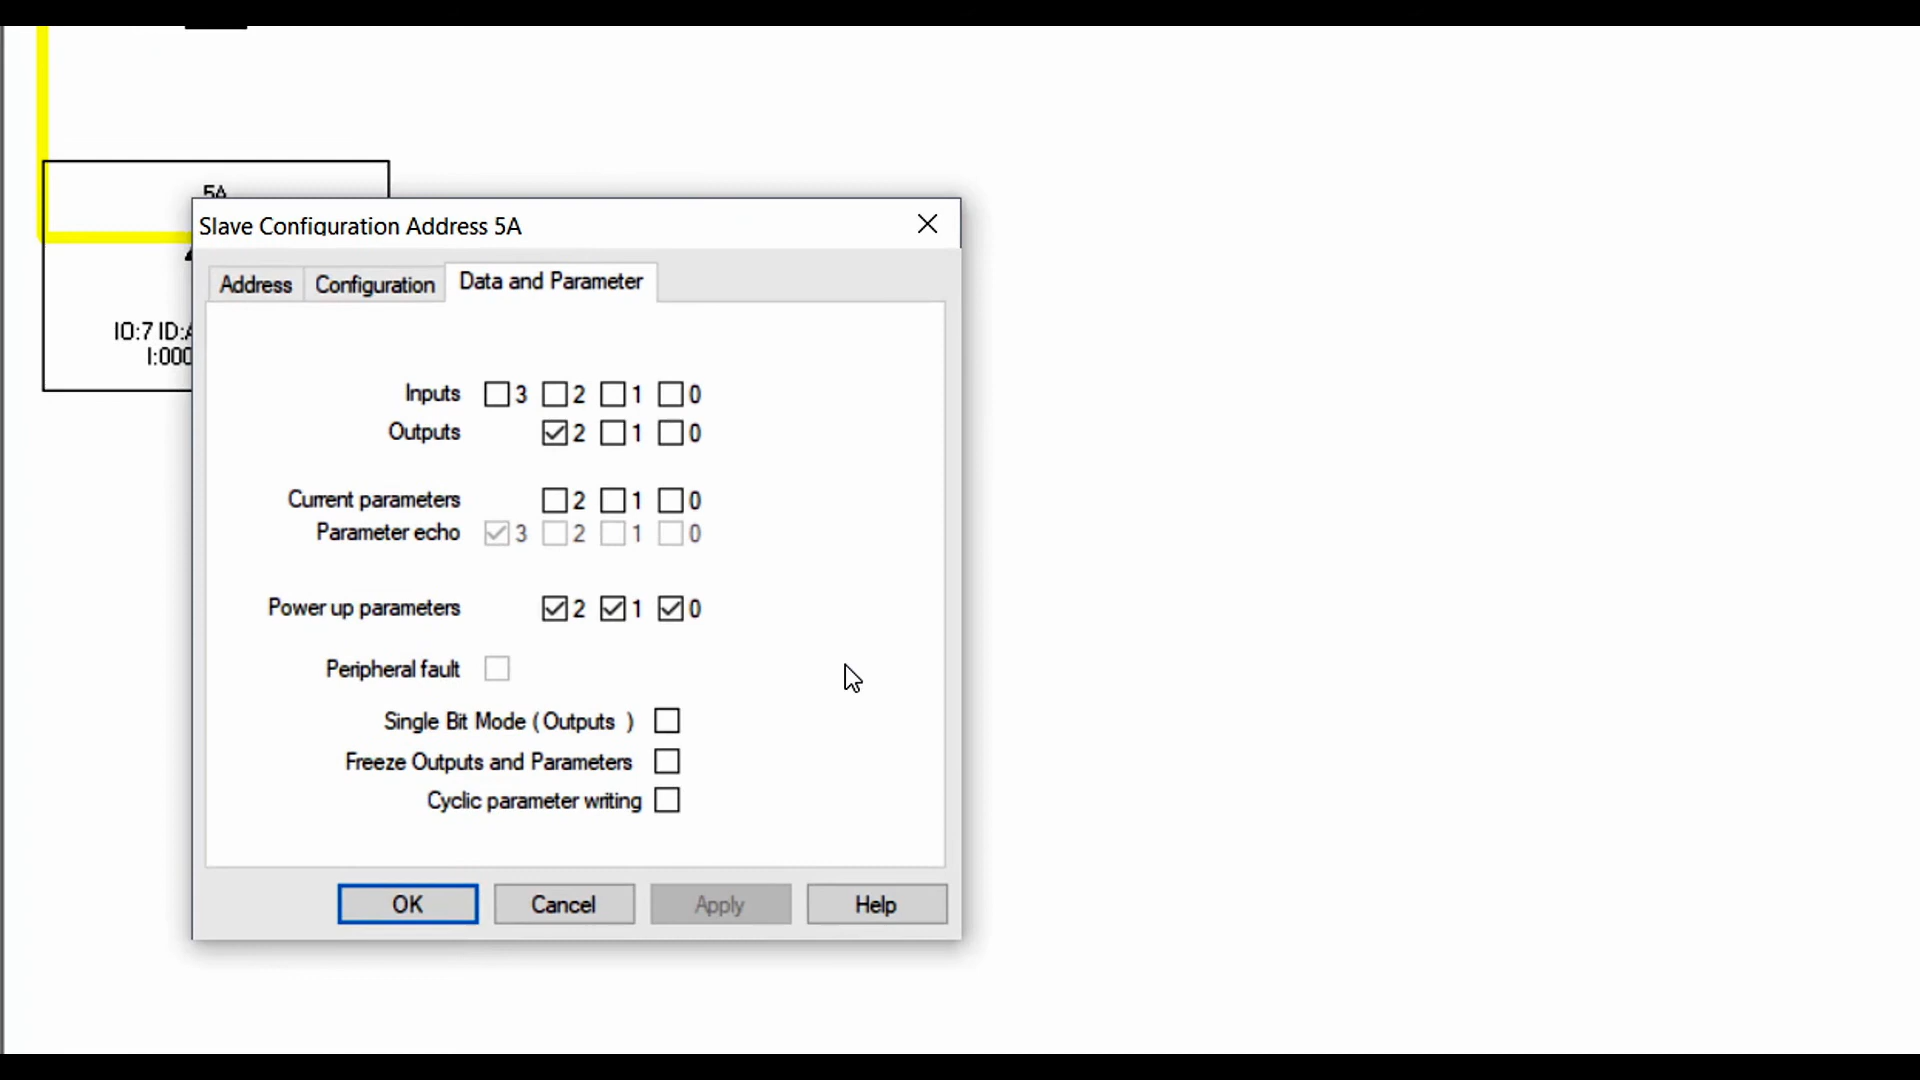 5A
Slave Configuration Address 5A
Address Configuration Data and Parameter
IO:7 ID:A
I:000
Inputs 3 2 1 0
Outputs 2 1 0
Current parameters 2 1 0
Parameter echo 3 2 1 0
Power up parameters 2 1 0
Peripheral fault
Single Bit Mode ( Outputs )
Freeze Outputs and Parameters
Cyclic parameter writing
OK Cancel Apply Help